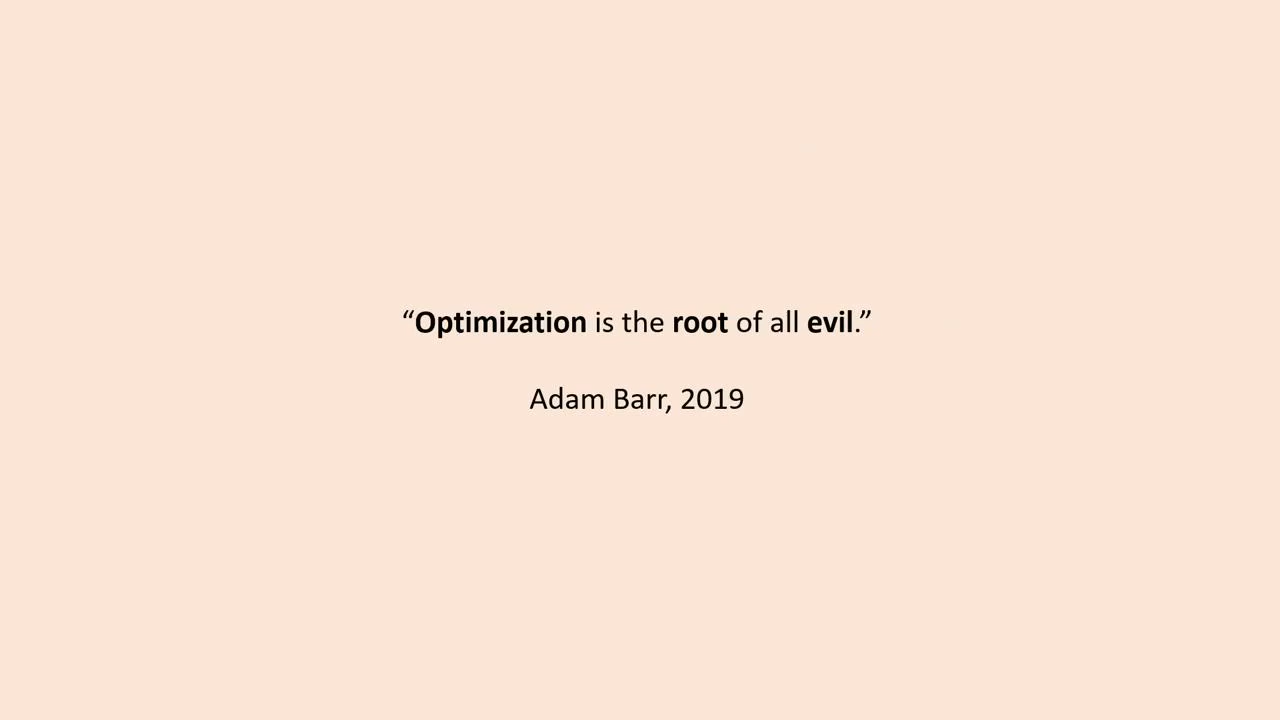 “Optimization is the root of all evil.”
Adam Barr, 2019